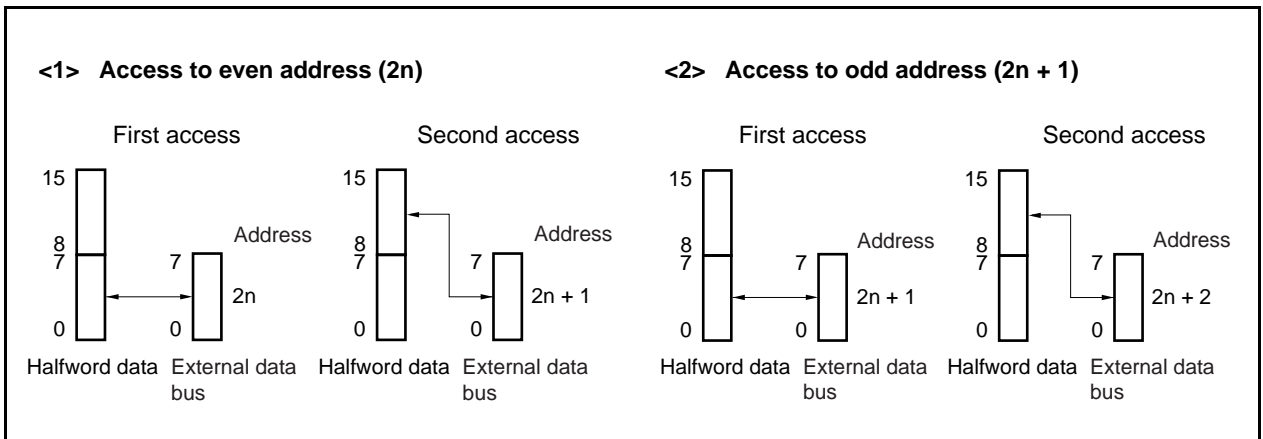 <1> Access to even address (2n)
First access
15
8
7
0
Halfword data
Address
7
2n
0
External data
bus
Second access
15
8
7
0
Halfword data
Address
7
2n + 1
0
External data
bus
<2> Access to odd address (2n + 1)
First access
15
8
7
0
Halfword data
Address
7
2n + 1
0
External data
bus
Second access
15
8
7
0
Halfword data
Address
7
2n + 2
0
External data
bus